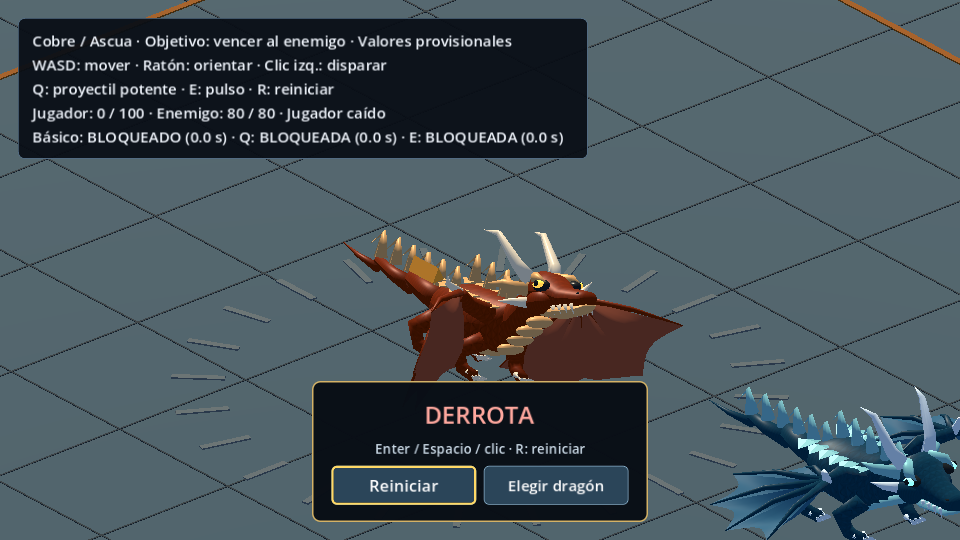 Cobre / Ascua · Objetivo: vencer al enemigo · Valores provisionales
WASD: mover · Ratón: orientar · Clic izq.: disparar
Q: proyectil potente · E: pulso · R: reiniciar
Jugador: 0 / 100 · Enemigo: 80 / 80 · Jugador caído
Básico: BLOQUEADO (0.0 s) · Q: BLOQUEADA (0.0 s) · E: BLOQUEADA (0.0 s)
DERROTA
Enter / Espacio / clic · R: reiniciar
Reiniciar
Elegir dragón